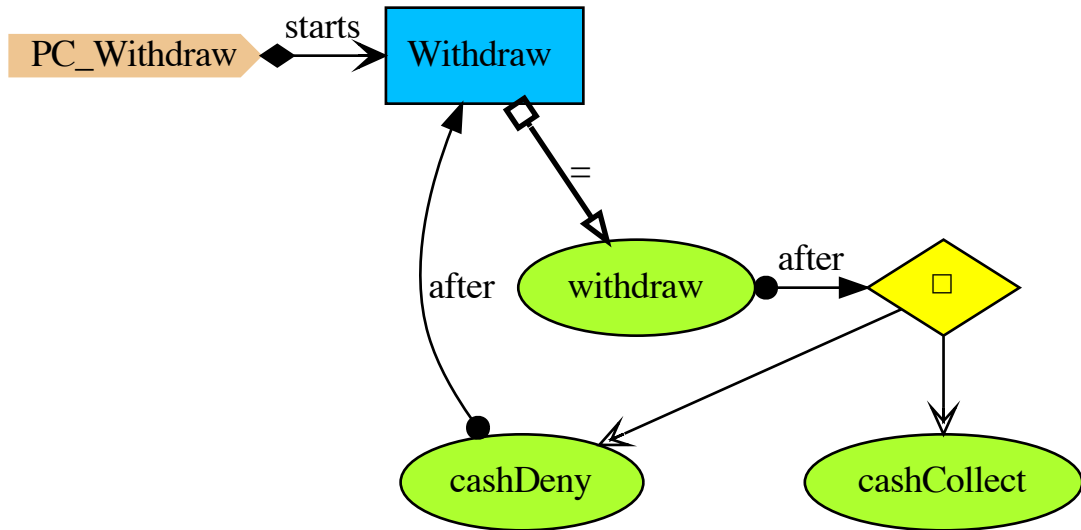 starts
PC_Withdraw
Withdraw
=
after
withdraw
□
after
cashDeny
cashCollect